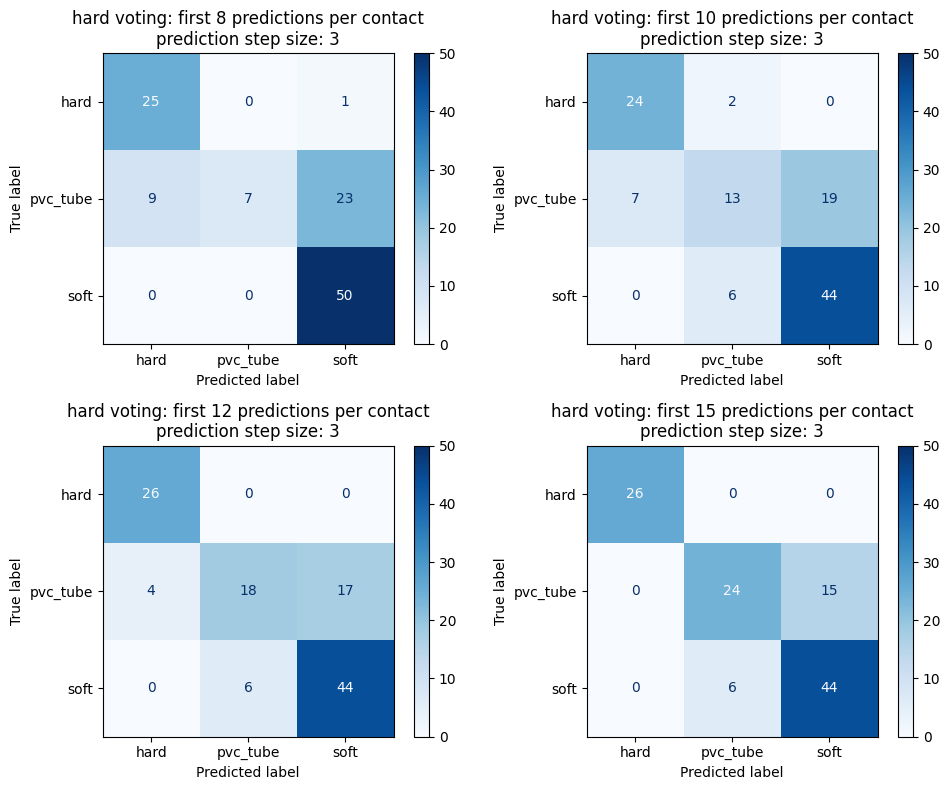 hard voting: first 8 predictions per contact
prediction step size: 3
hard 25 0 1 50
pvc_tube 9 7 23 40
soft 0 0 50 30
20
10
0
hard pvc_tube soft
True label
Predicted label
hard voting: first 10 predictions per contact
prediction step size: 3
hard 24 2 0 50
pvc_tube 7 13 19 40
soft 0 6 44 30
20
10
0
hard pvc_tube soft
True label
Predicted label
hard voting: first 12 predictions per contact
prediction step size: 3
hard 26 0 0 50
pvc_tube 4 18 17 40
soft 0 6 44 30
20
10
0
hard pvc_tube soft
True label
Predicted label
hard voting: first 15 predictions per contact
prediction step size: 3
hard 26 0 0 50
pvc_tube 0 24 15 40
soft 0 6 44 30
20
10
0
hard pvc_tube soft
True label
Predicted label